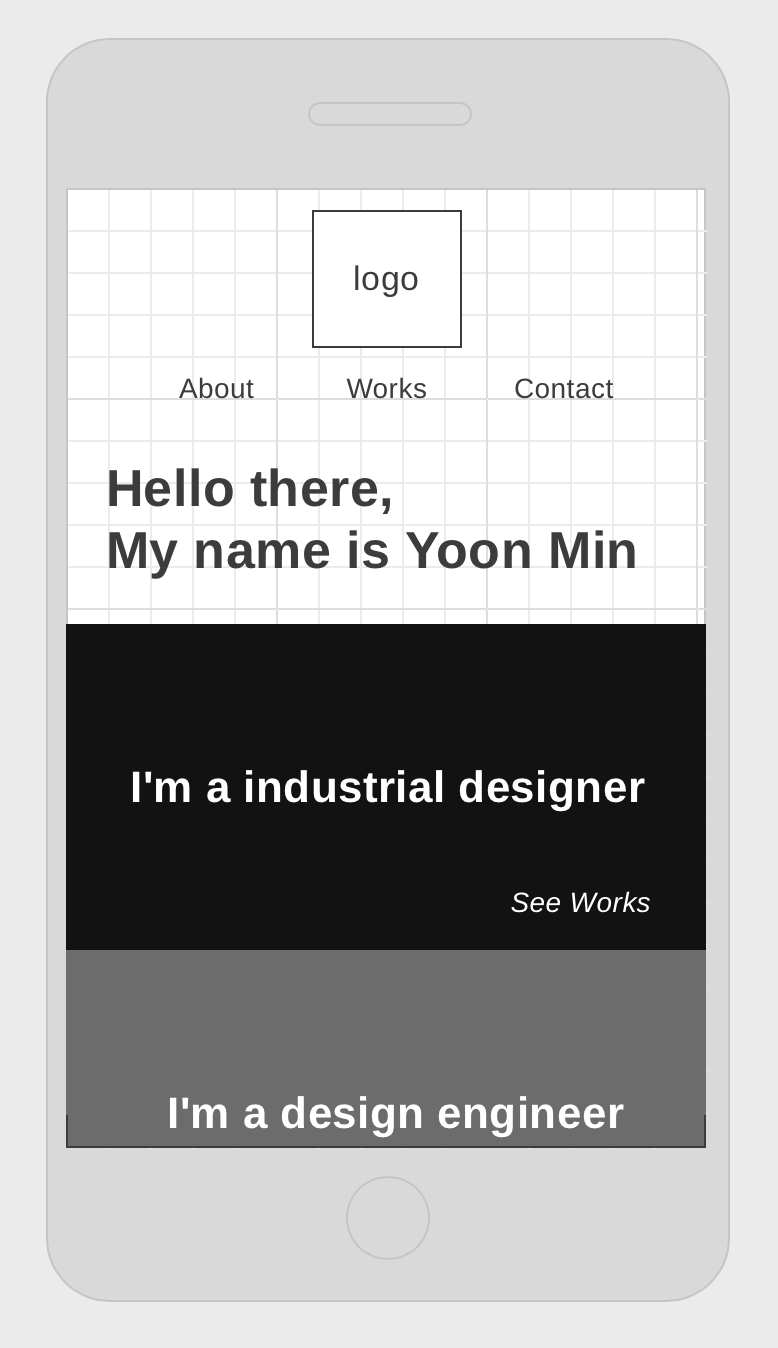 logo
About Works Contact
Hello there,
My name is Yoon Min
I'm a industrial designer
See Works
I'm a design engineer